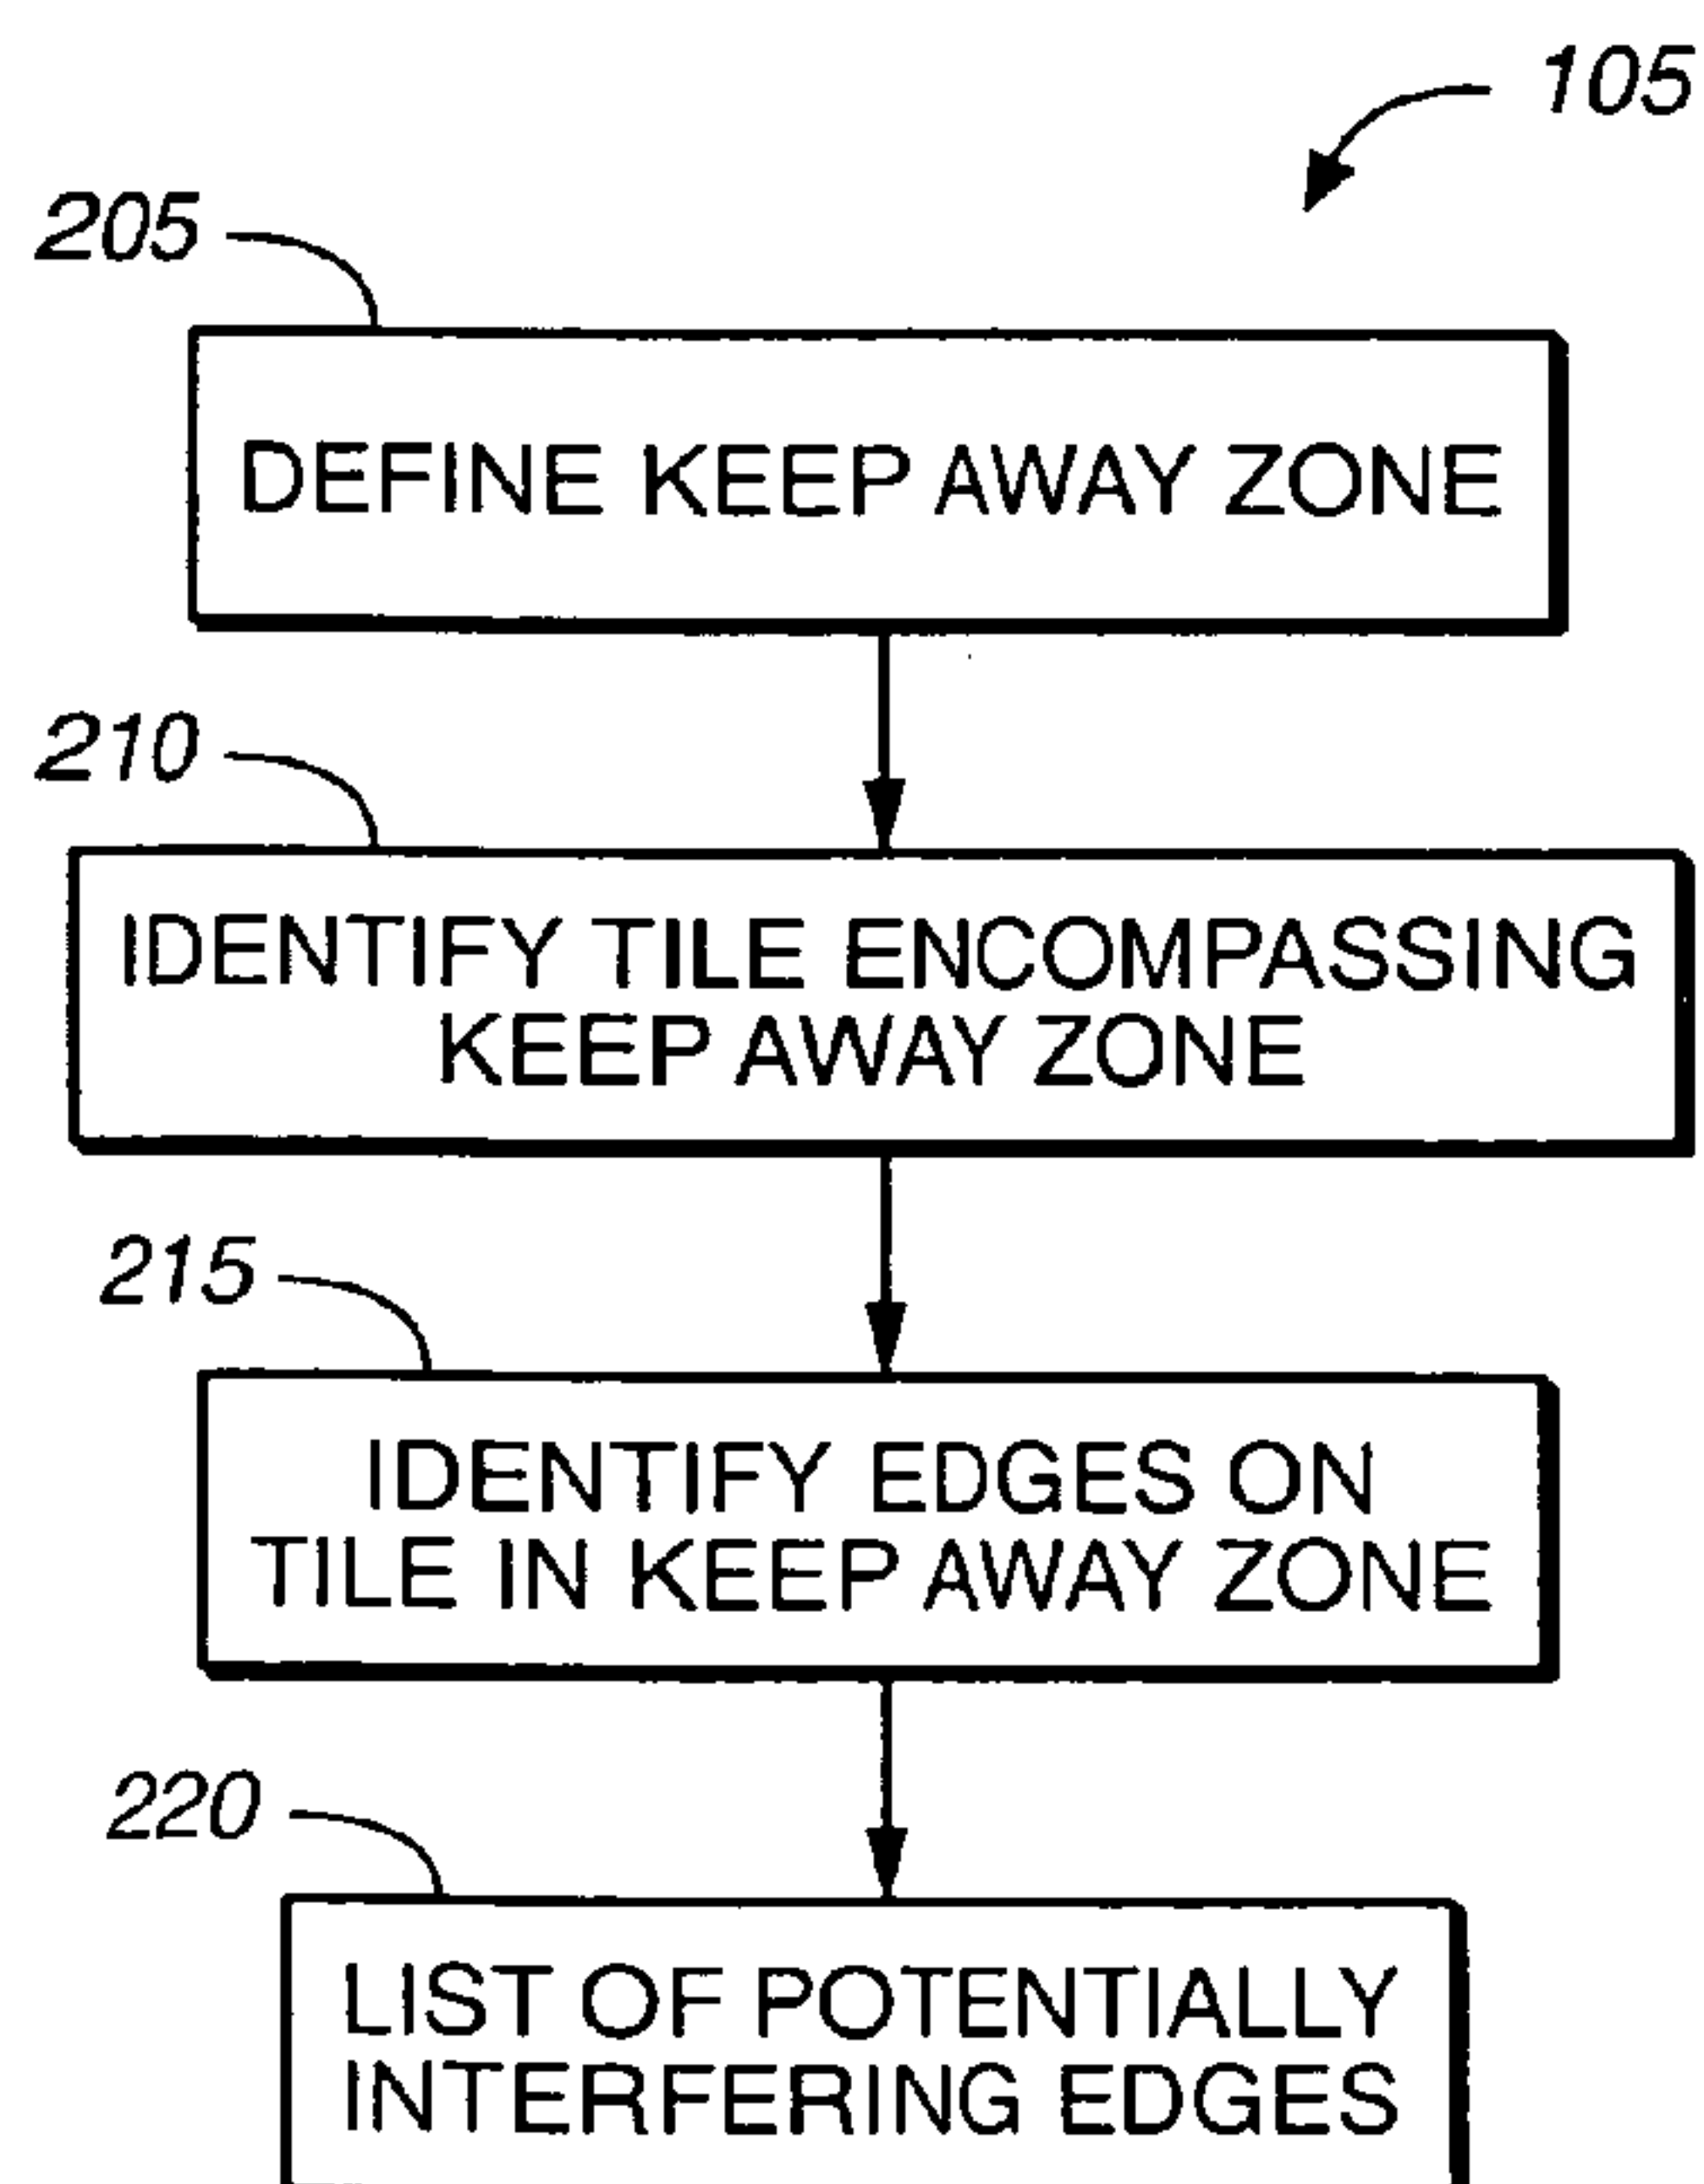 105
205
DEFINE KEEP AWAY ZONE
210
IDENTIFY TILE ENCOMPASSING
KEEP AWAY ZONE
215
IDENTIFY EDGES ON
TILE IN KEEP AWAY ZONE
220
LIST OF POTENTIALLY
INTERFERING EDGES